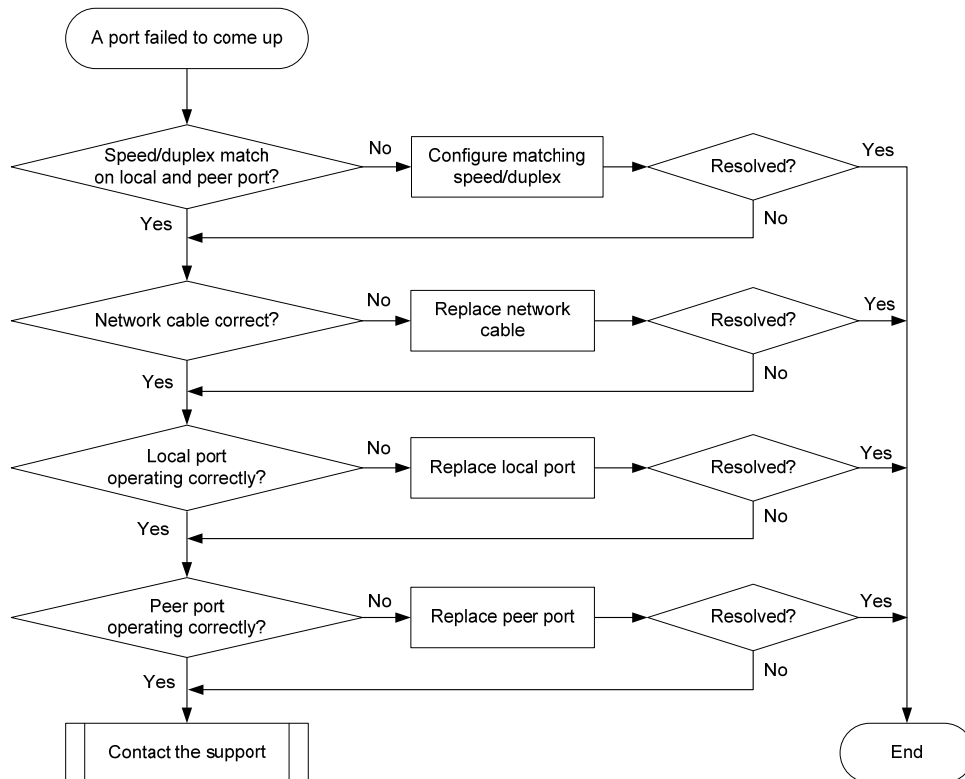 A port failed to come up
Speed/duplex match
on local and peer port?
No
Configure matching
speed/duplex
Resolved?
Yes
Yes
No
Network cable correct?
No
Replace network
cable
Resolved?
Yes
Yes
No
Local port
operating correctly?
No
Replace local port
Resolved?
Yes
Yes
No
Peer port
operating correctly?
No
Replace peer port
Resolved?
Yes
Yes
No
Contact the support
End